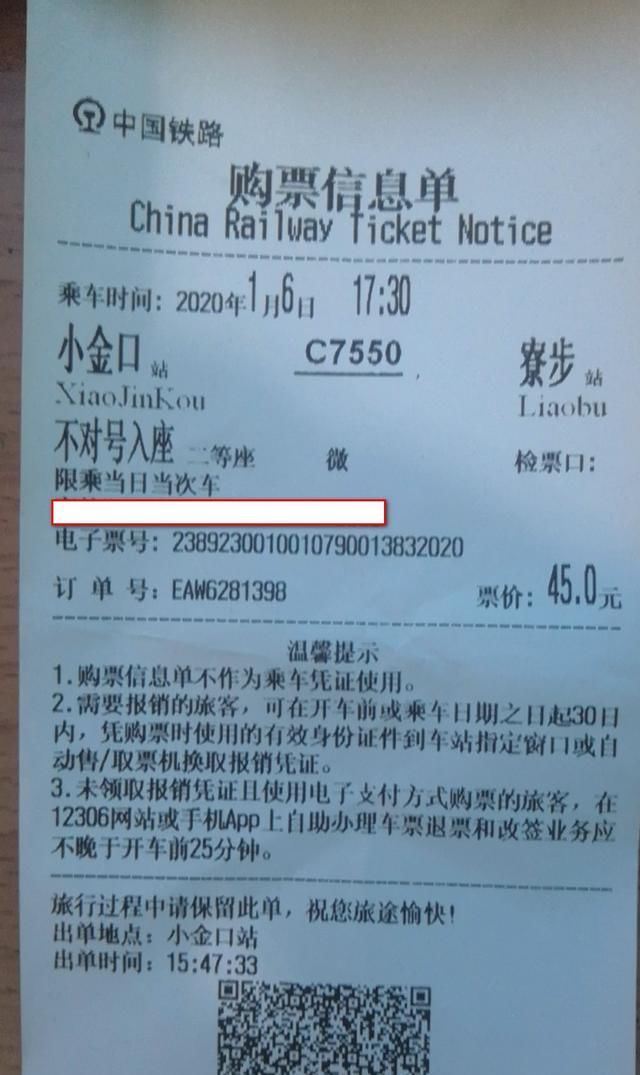 中国铁路
购票信息单
China Railway Ticket Notice
乘车时间: 2020年1月6日 17:30
小金口 站 C7550 寮步 站
XiaoJinKou Liaobu
不对号入座 二等座 微 检票口:
限乘当日当次车
电子票号: 2389230010010790013832020
订 单 号: EAW6281398 票价: 45.0元
温馨提示
1.购票信息单不作为乘车凭证使用。
2.需要报销的旅客, 可在开车前或乘车日期之日起30日
内, 凭购票时使用的有效身份证件到车站指定窗口或自
动售/取票机换取报销凭证。
3.未领取报销凭证且使用电子支付方式购票的旅客, 在
12306网站或手机App上自助办理车票退票和改签业务应
不晚于开车前25分钟。
旅行过程中请保留此单, 祝您旅途愉快!
出单地点: 小金口站
出单时间: 15:47:33